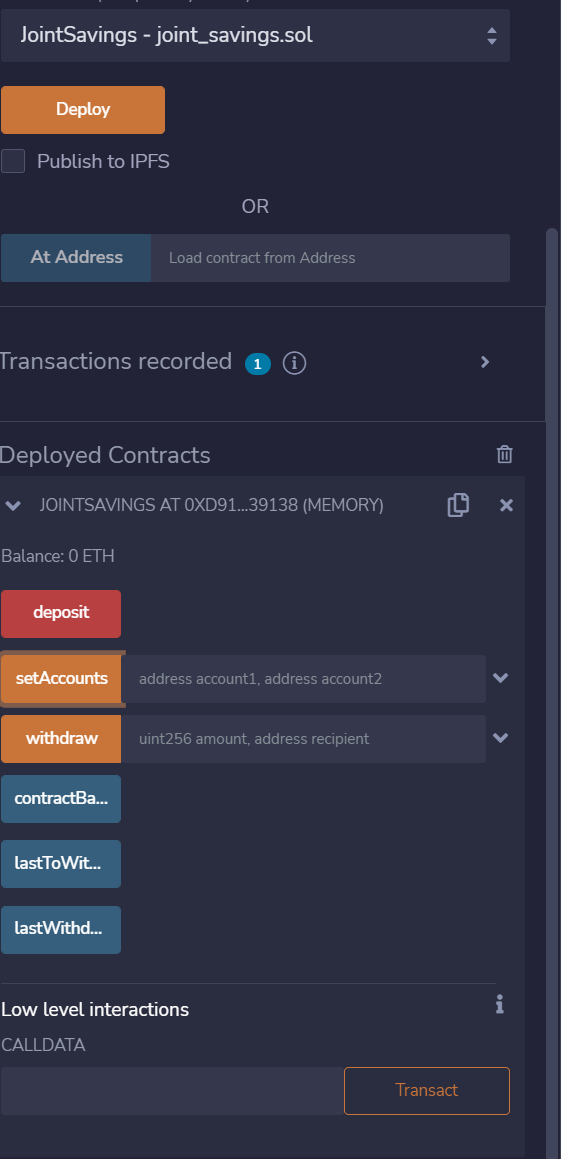 JointSavings - joint_savings.sol
Deploy
Publish to IPFS
OR
At Address Load contract from Address
Transactions recorded 1 i
Deployed Contracts
JOINTSAVINGS AT 0XD91...39138 (MEMORY)
Balance: 0 ETH
deposit
setAccounts address account1, address account2
withdraw uint256 amount, address recipient
contractBa...
lastToWit...
lastWithd...
Low level interactions i
CALLDATA
Transact